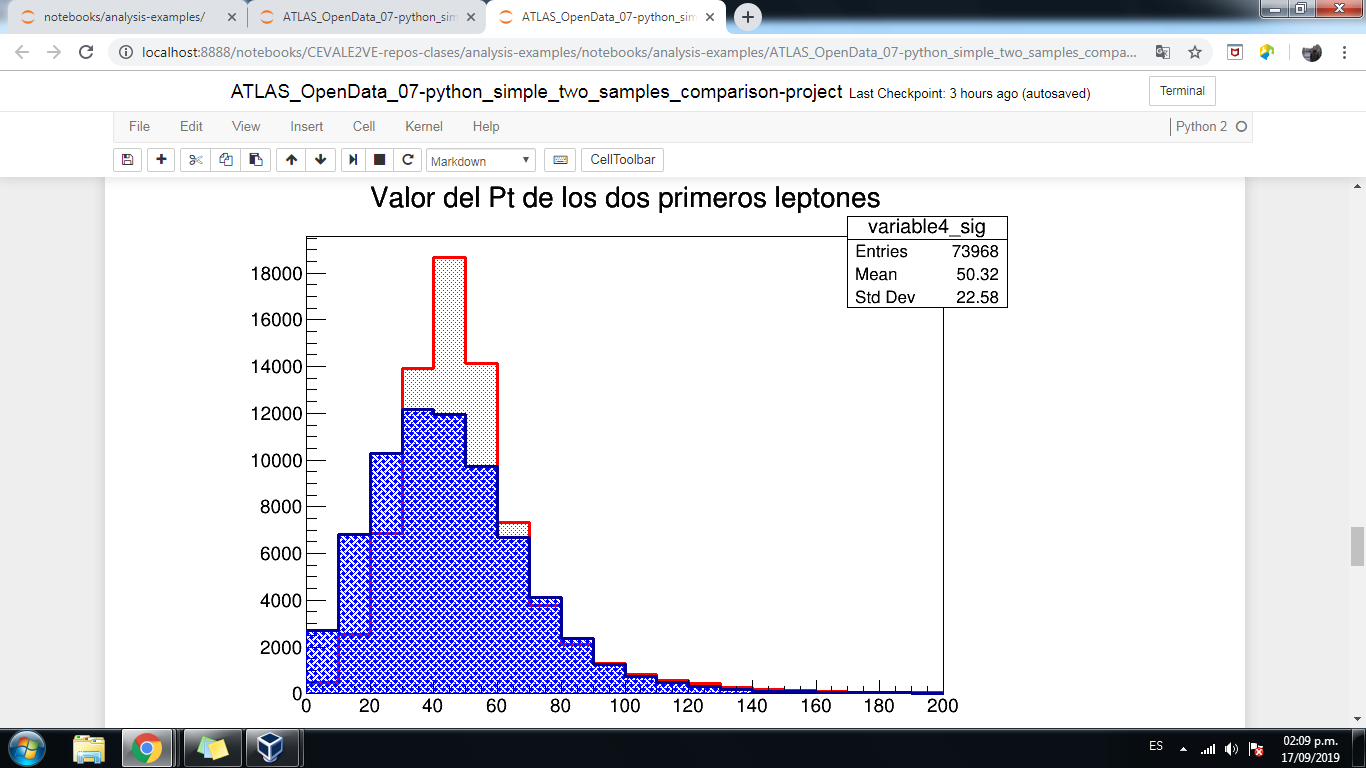 notebooks/analysis-examples/
ATLAS_OpenData_07-python_sim
ATLAS_OpenData_07-python_sim
localhost:8888/notebooks/CEVALE2VE-repos-clases/analysis-examples/notebooks/analysis-examples/ATLAS_OpenData_07-python_simple_two_samples_compa...
ATLAS_OpenData_07-python_simple_two_samples_comparison-project Last Checkpoint: 3 hours ago (autosaved)
Terminal
File Edit View Insert Cell Kernel Help
Python 2
Markdown
CellToolbar
Valor del Pt de los dos primeros leptones
variable4_sig
Entries 73968
Mean 50.32
Std Dev 22.58
18000
16000
14000
12000
10000
8000
6000
4000
2000
0
0 20 40 60 80 100 120 140 160 180 200
ES
02:09 p.m.
17/09/2019